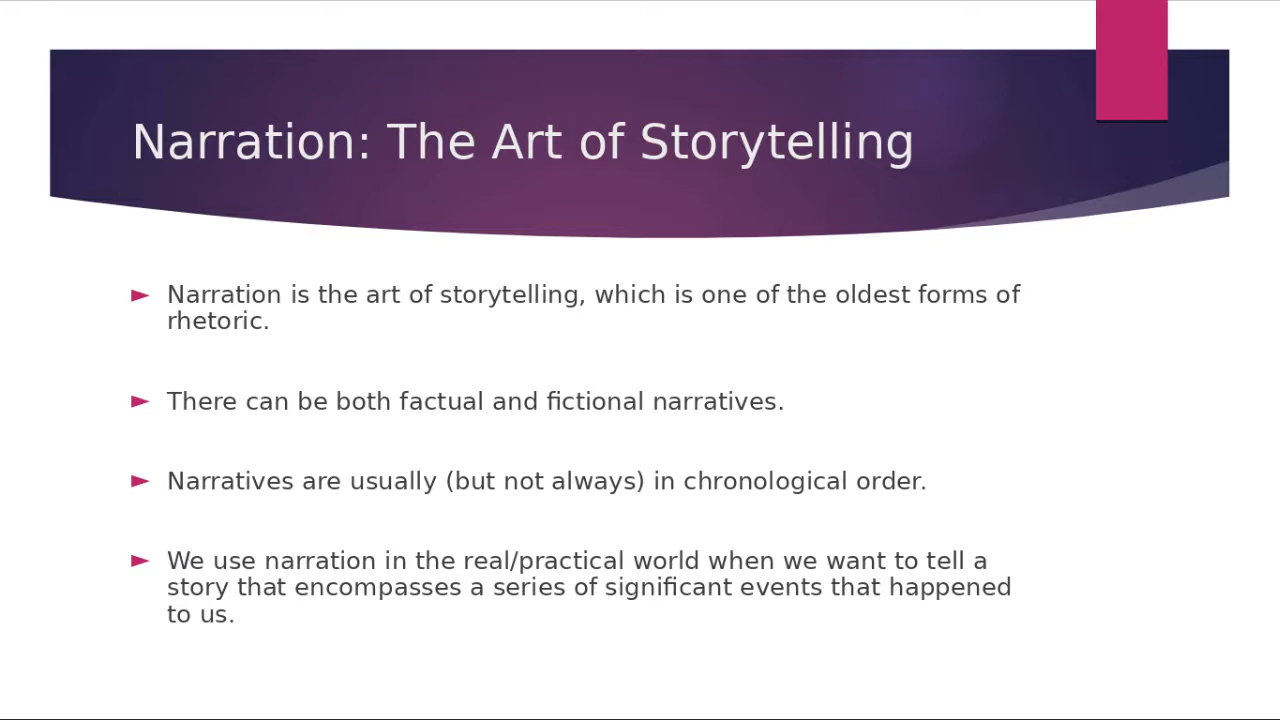 Narration: The Art of Storytelling
► Narration is the art of storytelling, which is one of the oldest forms of
rhetoric.
► There can be both factual and fictional narratives.
► Narratives are usually (but not always) in chronological order.
► We use narration in the real/practical world when we want to tell a
story that encompasses a series of significant events that happened
to us.